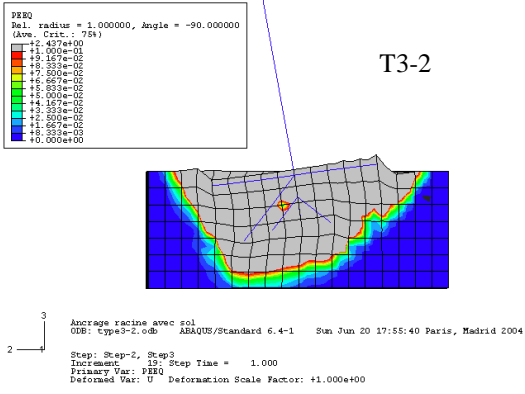 PEEQ
Rel. radius = 1.000000, Angle = -90.000000
(Ave. Crit.: 75%)
+2.437e+00
+1.000e-01
+9.167e-02
+8.333e-02
+7.500e-02
+6.667e-02
+5.833e-02
+5.000e-02
+4.167e-02
+3.333e-02
+2.500e-02
+1.667e-02
+8.333e-03
+0.000e+00
T3-2
3
2
1
Ancrage racine avec sol
ODB: type3-2.odb ABAQUS/Standard 6.4-1 Sun Jun 20 17:55:40 Paris, Madrid 2004
Step: Step-2, Step3
Increment 19: Step Time = 1.000
Primary Var: PEEQ
Deformed Var: U Deformation Scale Factor: +1.000e+00